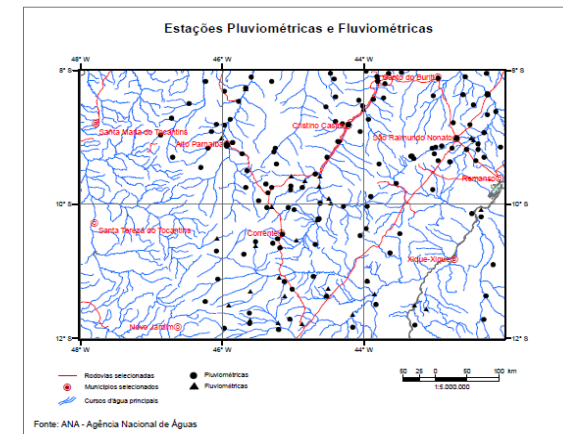 Estações Pluviométricas e Fluviométricas
48° W 46° W 44° W
8° S 8° S
Santa Maria do Tocantins
Alto Parnaíba
Cristino Castro
São Raimundo Nonato
Remanso
10° S 10° S
Santa Tereza do Tocantins
Corrente
Xique-Xique
Novo Jardim
12° S 12° S
48° W 46° W 44° W
Rodovias selecionadas
Municípios selecionados
Cursos d'água principais
Pluviométricas
Fluviométricas
50 25 0 50 100 km
1:5.000.000
Fonte: ANA - Agência Nacional de Águas